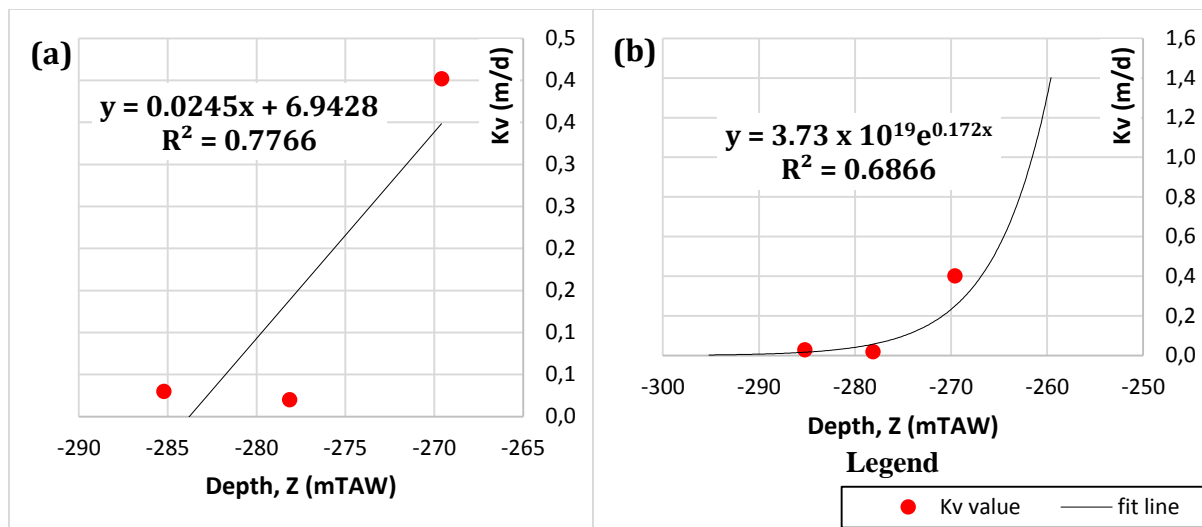 (a)
y = 0.0245x + 6.9428
R² = 0.7766
Kv (m/d)
0,5
0,4
0,4
0,3
0,3
0,2
0,2
0,1
0,1
0,0
-290 -285 -280 -275 -270 -265
Depth, Z (mTAW)
(b)
y = 3.73 x 10¹⁹e⁰·¹⁷²ˣ
R² = 0.6866
Kv (m/d)
1,6
1,4
1,2
1,0
0,8
0,6
0,4
0,2
0,0
-300 -290 -280 -270 -260 -250
Depth, Z (mTAW)
Legend
Kv value fit line